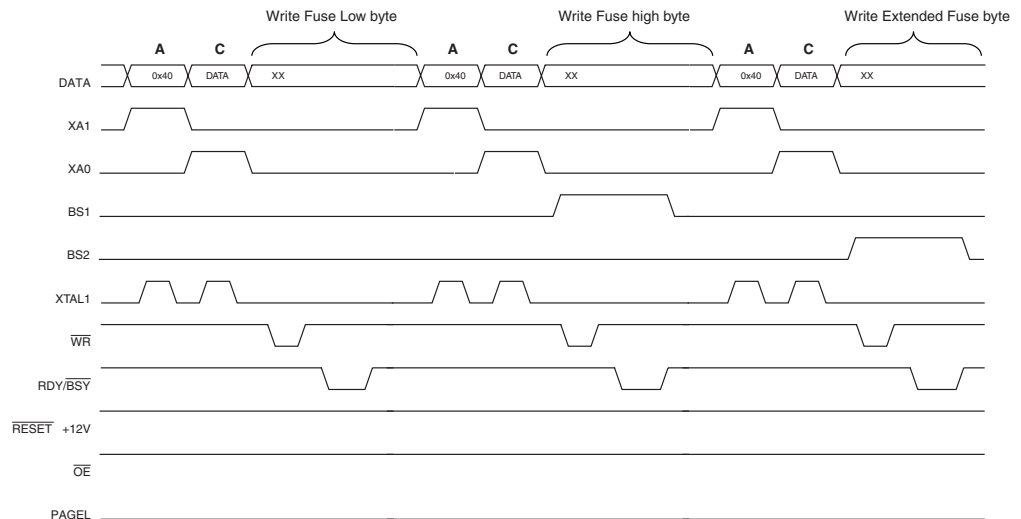 Write Fuse Low byte Write Fuse high byte Write Extended Fuse byte
A C A C A C
DATA 0x40 DATA XX 0x40 DATA XX 0x40 DATA XX
XA1
XA0
BS1
BS2
XTAL1
WR
RDY/BSY
RESET +12V
OE
PAGEL